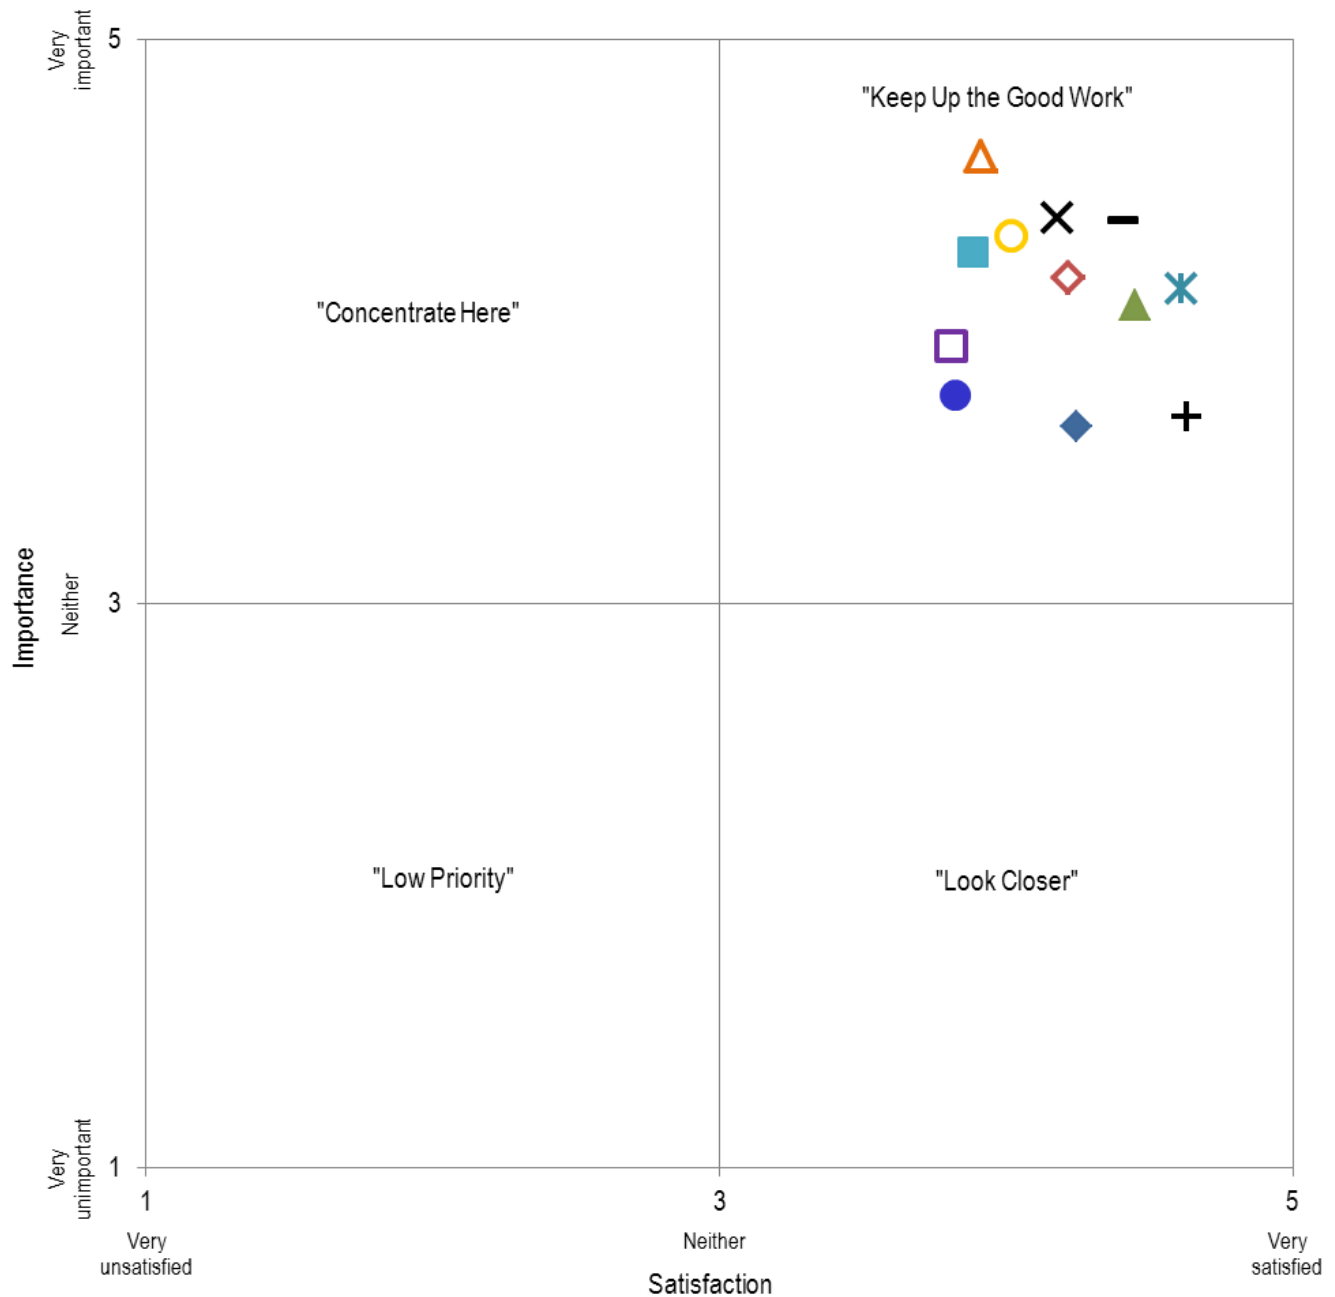 Very
important
5
"Keep Up the Good Work"
"Concentrate Here"
Importance
Neither
3
"Low Priority"
"Look Closer"
Very
unimportant
1
1
3
5
Very
unsatisfied
Neither
Very
satisfied
Satisfaction